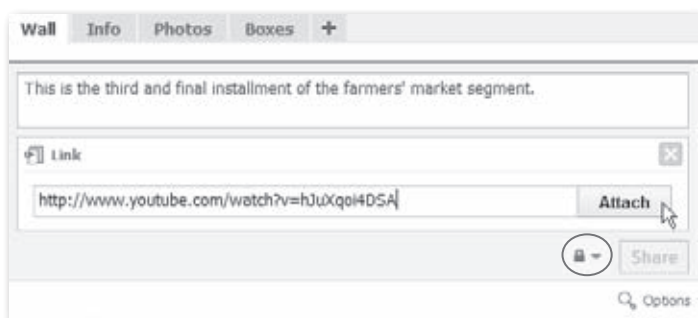 Wall Info Photos Boxes +
This is the third and final installment of the farmers' market segment.
Link
http://www.youtube.com/watch?v=hJuXqoi4DSA
Attach
Share
Options